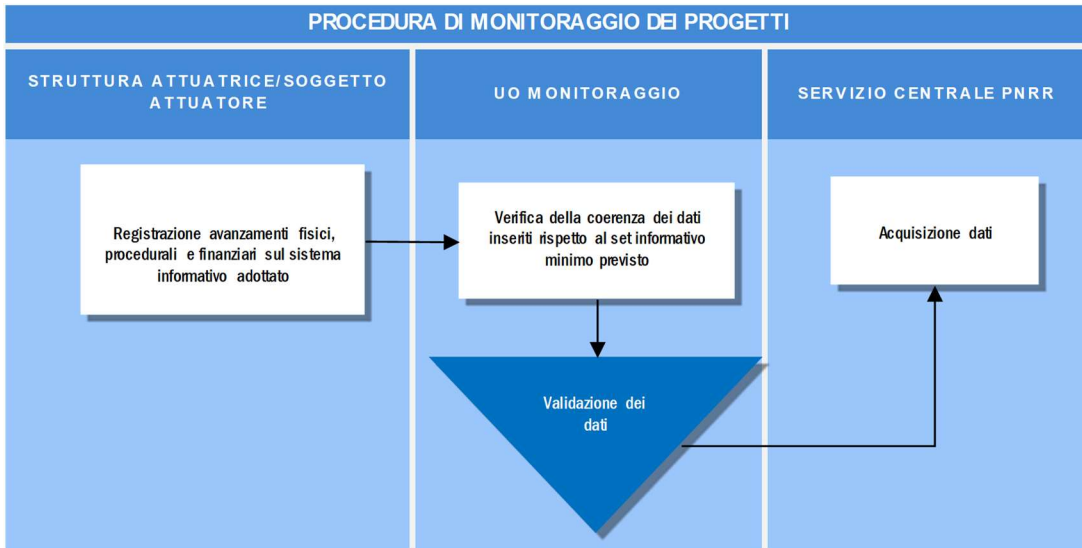 PROCEDURA DI MONITORAGGIO DEI PROGETTI
STRUTTURA ATTUATRICE/SOGGETTO
ATTUATORE
UO MONITORAGGIO
SERVIZIO CENTRALE PNRR
Registrazione avanzamenti fisici,
procedurali e finanziari sul sistema
informativo adottato
Verifica della coerenza dei dati
inseriti rispetto al set informativo
minimo previsto
Acquisizione dati
Validazione dei
dati